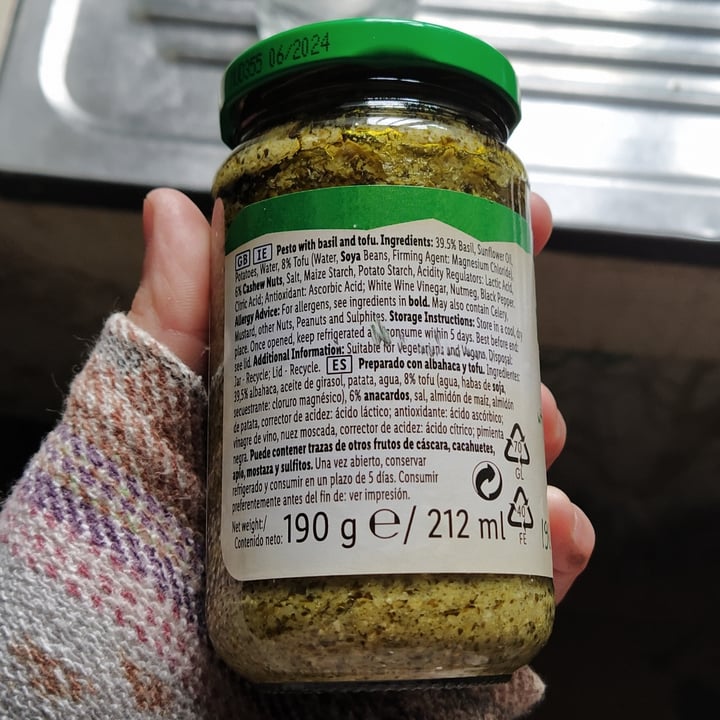 00355 06/2024
GB IE Pesto with basil and tofu. Ingredients: 39.5% Basil, Sunflower Oil,
Potatoes, Water, 8% Tofu (Water, Soya Beans, Firming Agent: Magnesium Chloride),
6% Cashew Nuts, Salt, Maize Starch, Potato Starch, Acidity Regulators: Lactic Acid,
Citric Acid; Antioxidant: Ascorbic Acid; White Wine Vinegar, Nutmeg, Black Pepper.
Allergy Advice: For allergens, see ingredients in bold. May also contain Celery,
Mustard, other Nuts, Peanuts and Sulphites. Storage Instructions: Store in a cool, dry
place. Once opened, keep refrigerated a consume within 5 days. Best before end:
see lid. Additional Information: Suitable for Vegetarians and Vegans. Disposal:
Jar - Recycle; Lid - Recycle. ES Preparado con albahaca y tofu. Ingredientes:
39,5% albahaca, aceite de girasol, patata, agua, 8% tofu (agua, habas de soja,
secuestrante: cloruro magnésico), 6% anacardos, sal, almidón de maíz, almidón
de patata, corrector de acidez: ácido láctico; antioxidante: ácido ascórbico;
vinagre de vino, nuez moscada, corrector de acidez: ácido cítrico; pimienta
negra. Puede contener trazas de otros frutos de cáscara, cacahuetes,
apio, mostaza y sulfitos. Una vez abierto, conservar
refrigerado y consumir en un plazo de 5 días. Consumir
preferentemente antes del fin de: ver impresión.
Net weight:/
Contenido neto: 190 g e/ 212 ml
70
GL
40
FE